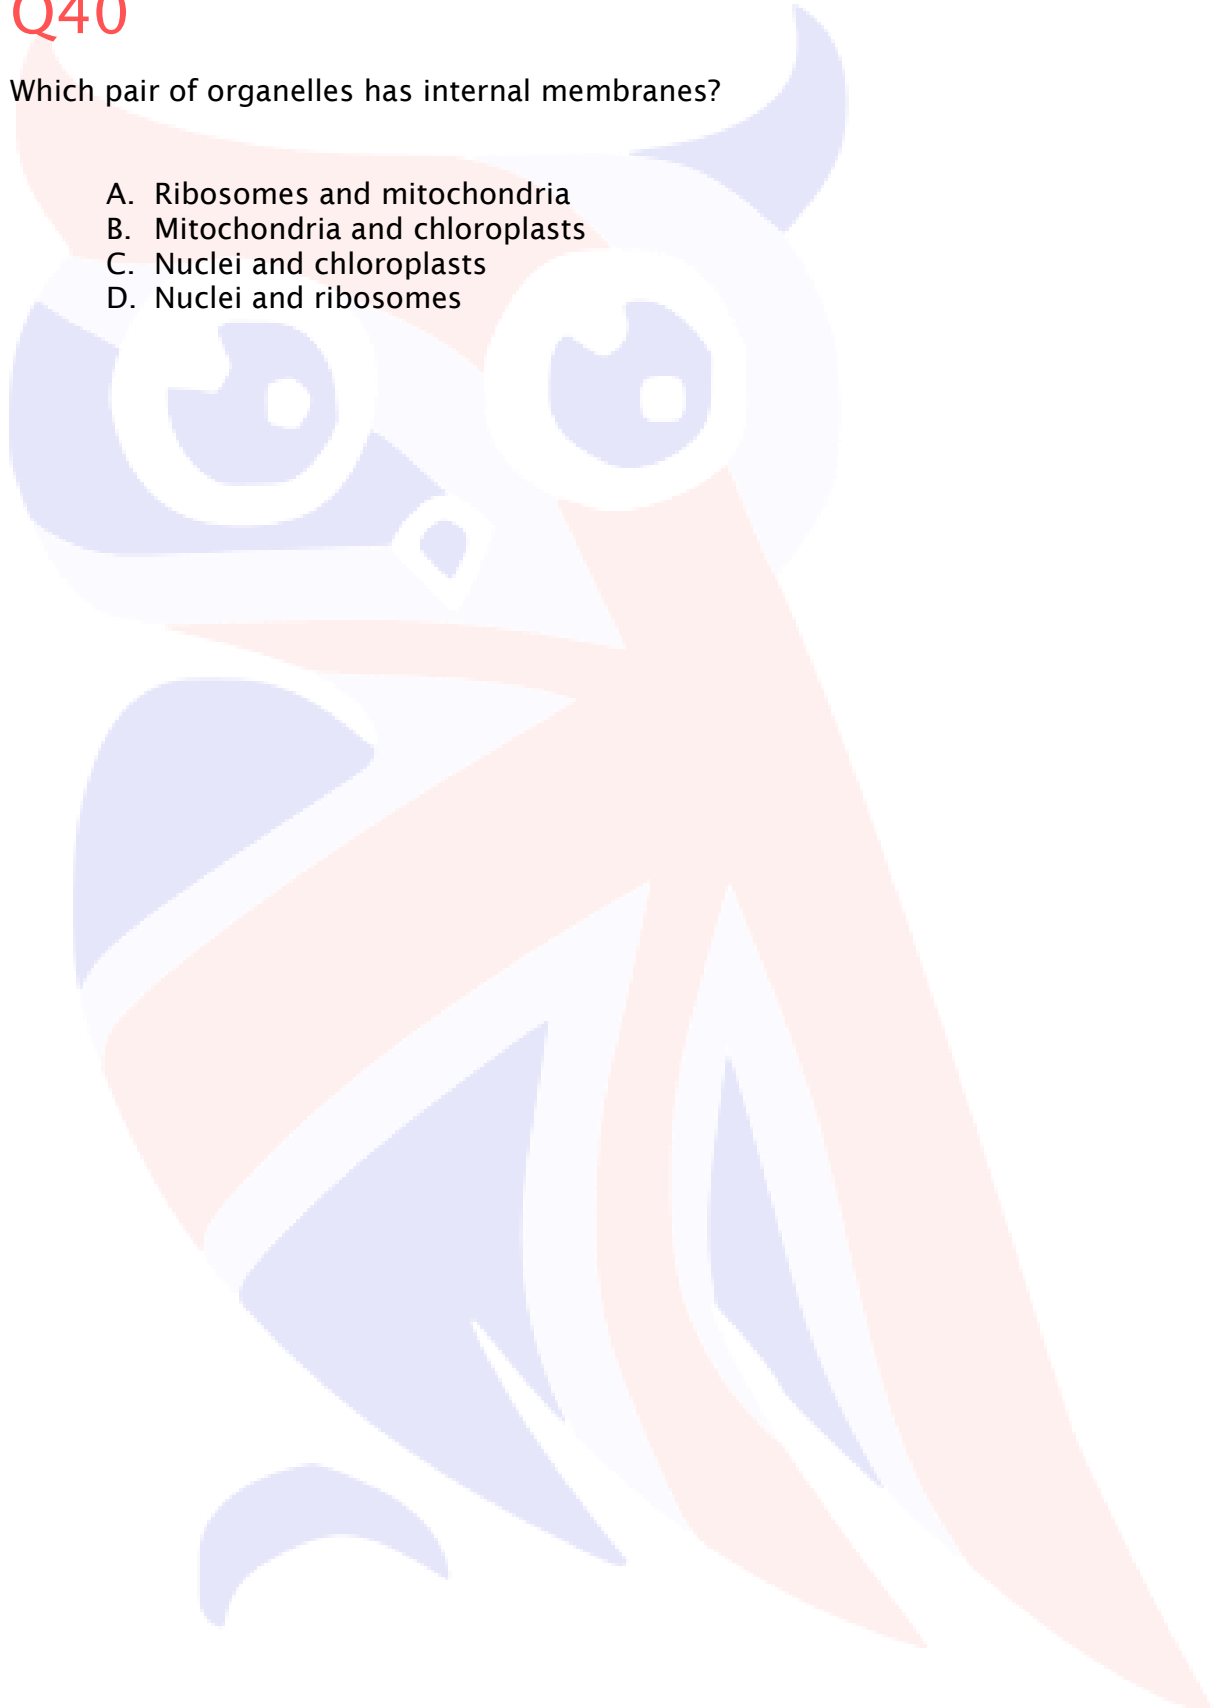 Q40
Which pair of organelles has internal membranes?
A. Ribosomes and mitochondria
B. Mitochondria and chloroplasts
C. Nuclei and chloroplasts
D. Nuclei and ribosomes